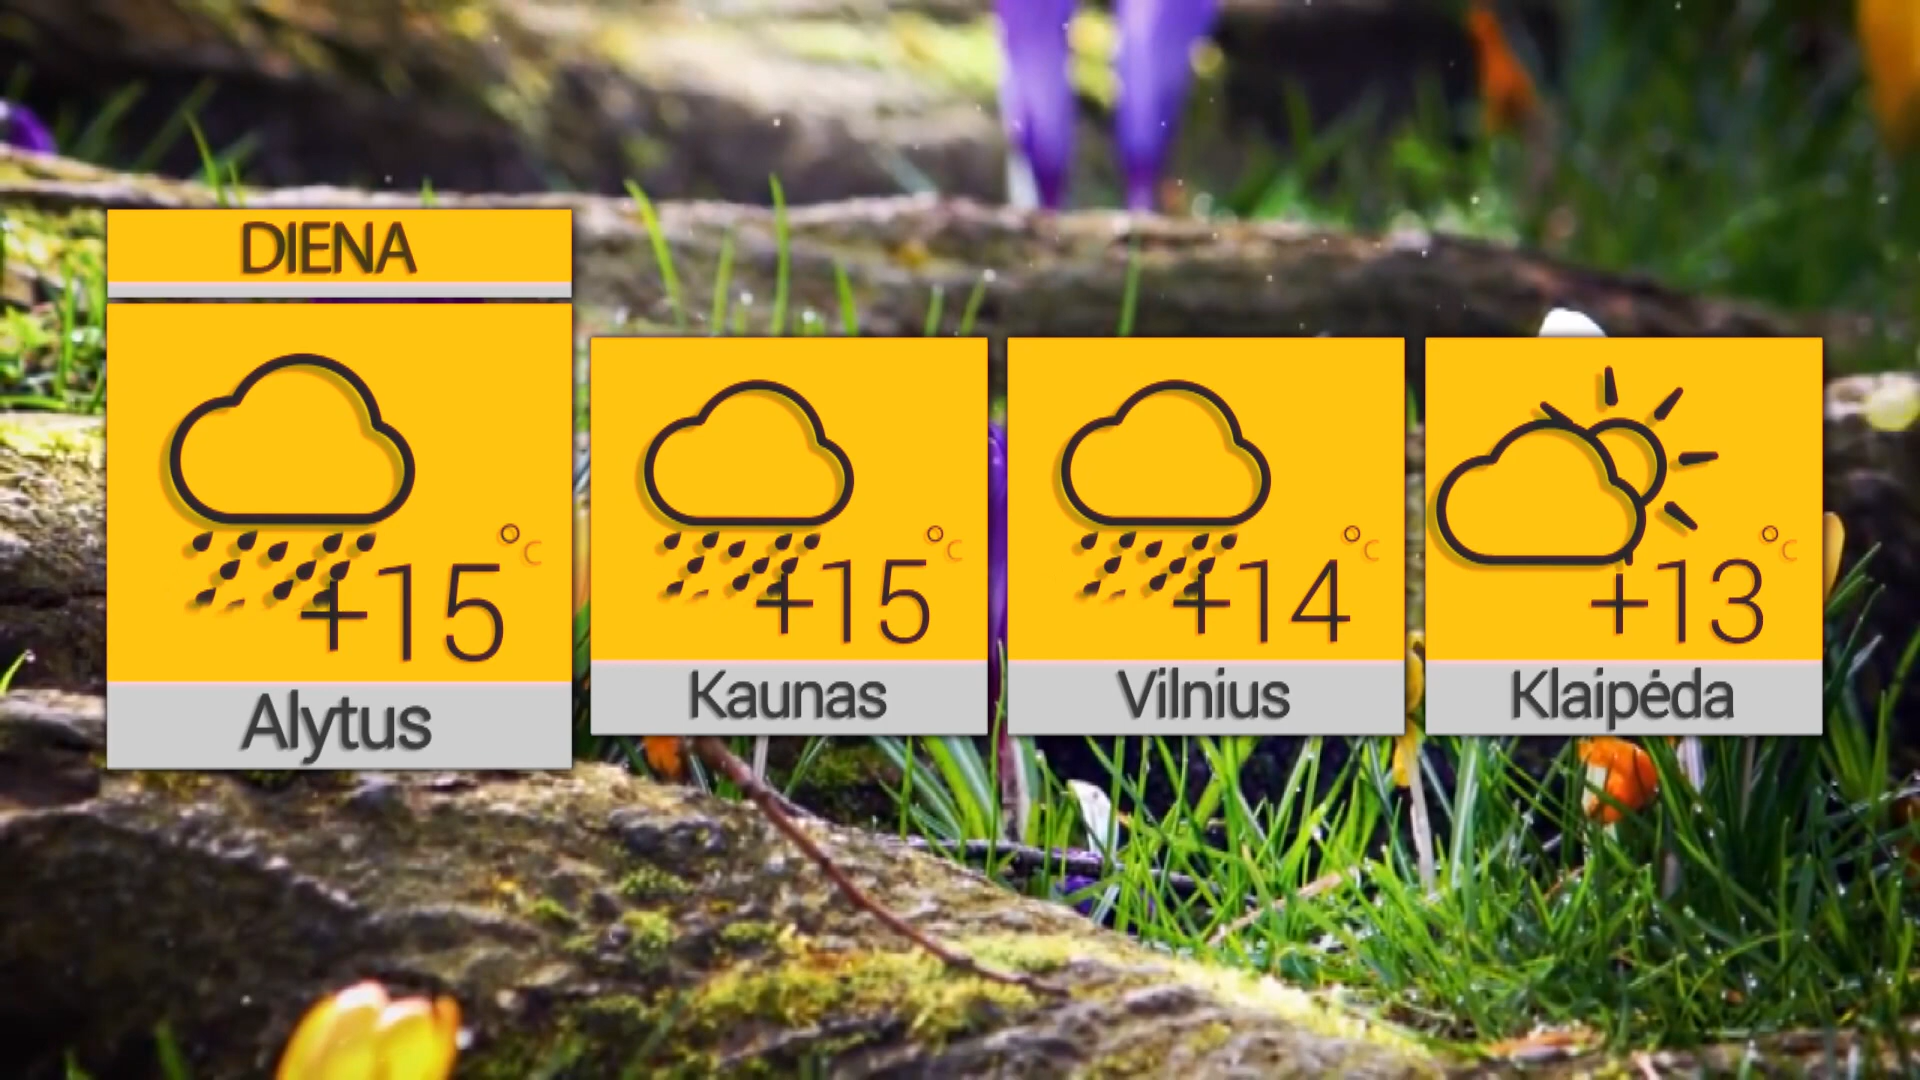 DIENA
+15 °C
Alytus
+15 °C
Kaunas
+14 °C
Vilnius
+13 °C
Klaipėda